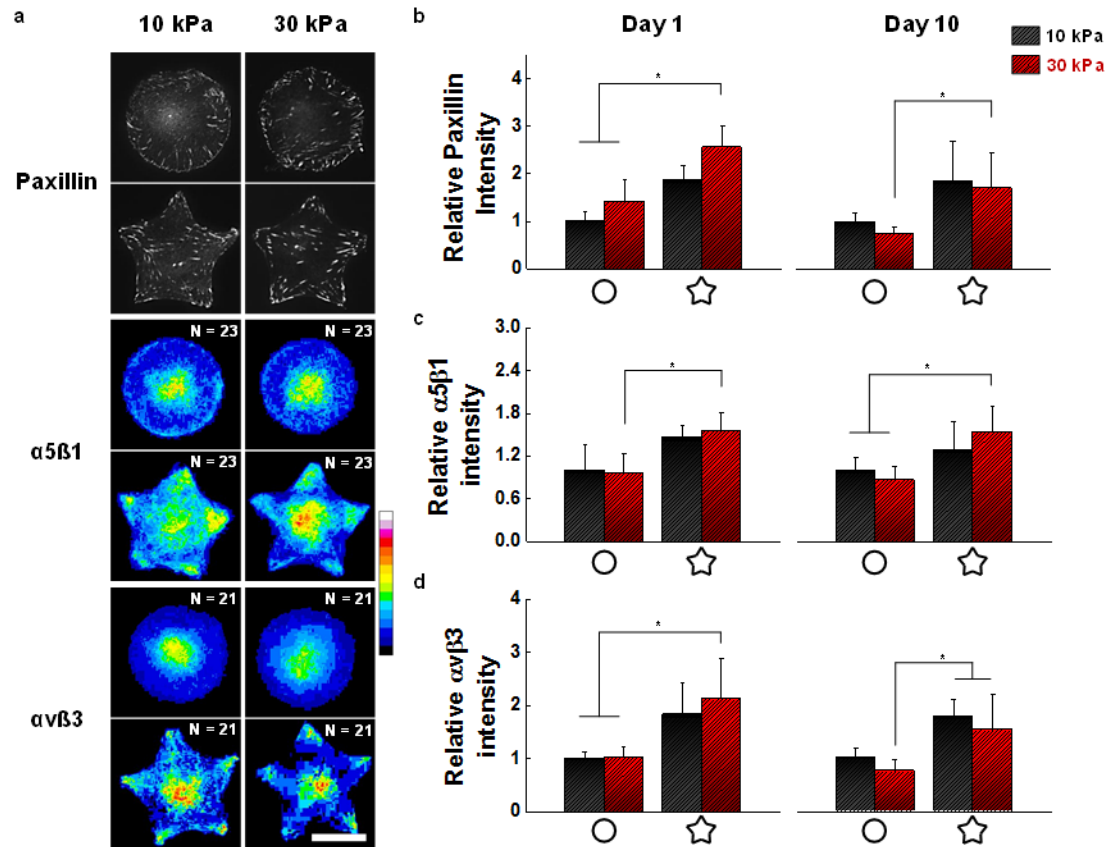 a
10 kPa 30 kPa
Paxillin
N = 23 N = 23
α5ß1
N = 23 N = 23
N = 21 N = 21
αvß3
N = 21 N = 21
b
Day 1 Day 10
10 kPa
30 kPa
Relative Paxillin
Intensity
4
3
2
1
0
*
*
c
Relative α5β1
intensity
3.0
2.4
1.8
1.2
0.6
0.0
*
*
d
Relative αvβ3
intensity
4
3
2
1
0
*
*